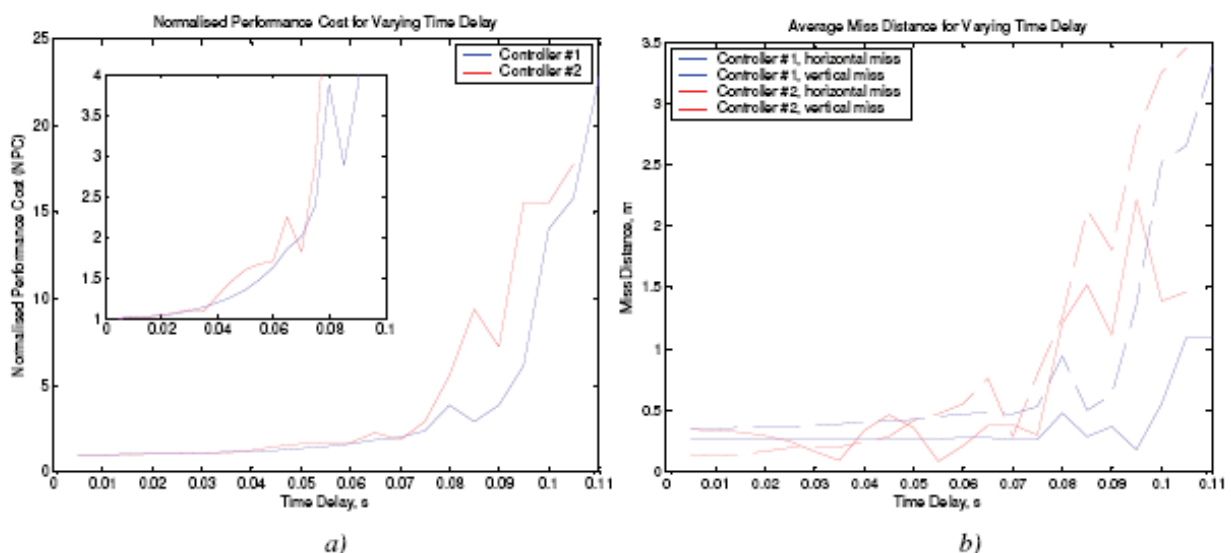 Normalised Performance Cost for Varying Time Delay
25
20
15
10
5
0
Normalised Performance Cost (NPC)
Controller #1
Controller #2
4
3.5
3
2.5
2
1.5
1
0 0.02 0.04 0.06 0.08 0.1
0 0.01 0.02 0.03 0.04 0.05 0.06 0.07 0.08 0.09 0.1 0.11
Time Delay, s
a)
Average Miss Distance for Varying Time Delay
3.5
3
2.5
2
1.5
1
0.5
0
Miss Distance, m
Controller #1, horizontal miss
Controller #1, vertical miss
Controller #2, horizontal miss
Controller #2, vertical miss
0 0.01 0.02 0.03 0.04 0.05 0.06 0.07 0.08 0.09 0.1 0.11
Time Delay, s
b)